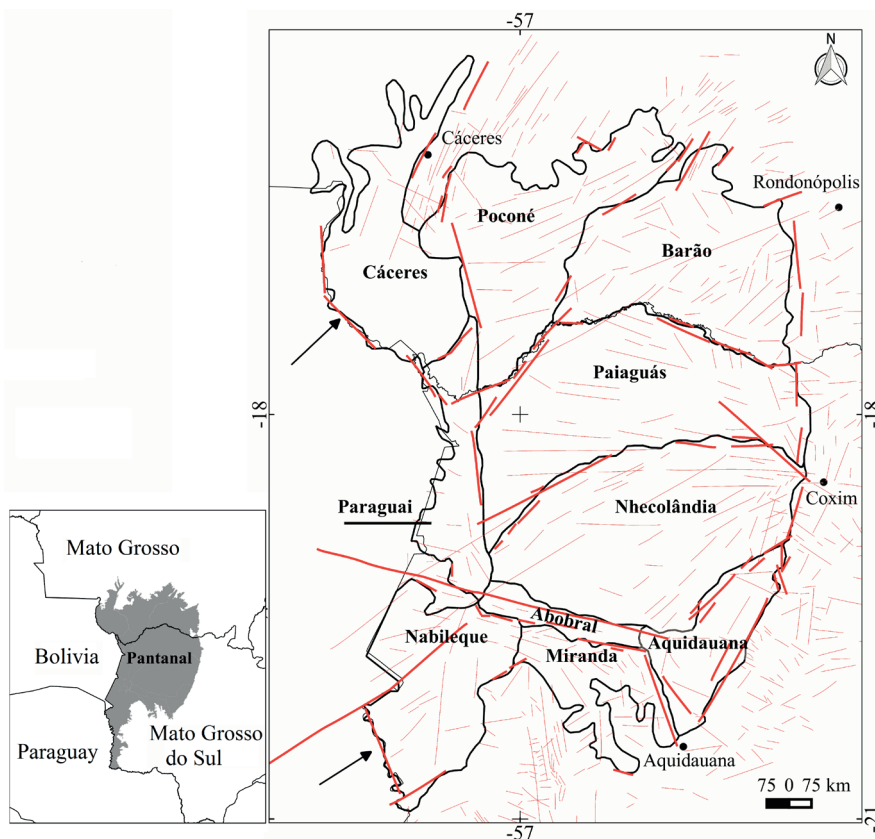 -57
N
Cáceres
Rondonópolis
Poconé
Barão
Cáceres
Paiaguás
-18
-18
Coxim
Paraguai
Nhecolândia
Mato Grosso
Abobral
Nabileque
Aquidauana
Miranda
Bolivia
Pantanal
Paraguay
Mato Grosso
do Sul
Aquidauana
75 0 75 km
-57
-21